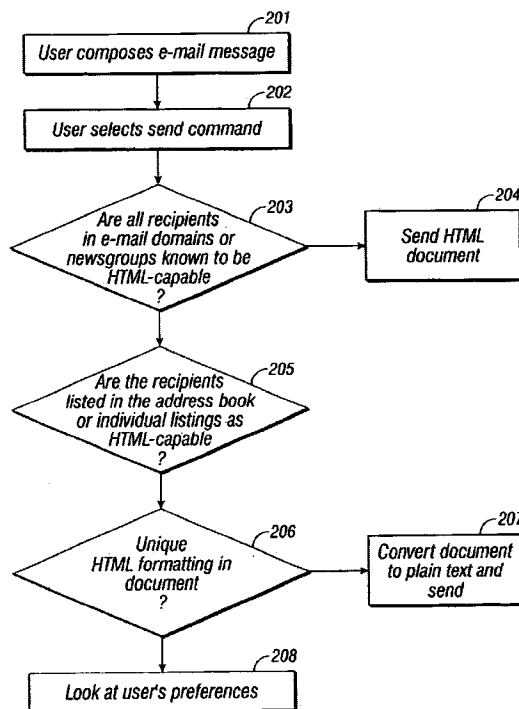 201
User composes e-mail message
202
User selects send command
203
Are all recipients
in e-mail domains or
newsgroups known to be
HTML-capable
?
204
Send HTML
document
205
Are the recipients
listed in the address book
or individual listings as
HTML-capable
?
206
Unique
HTML formatting in
document
?
207
Convert document
to plain text and
send
208
Look at user's preferences